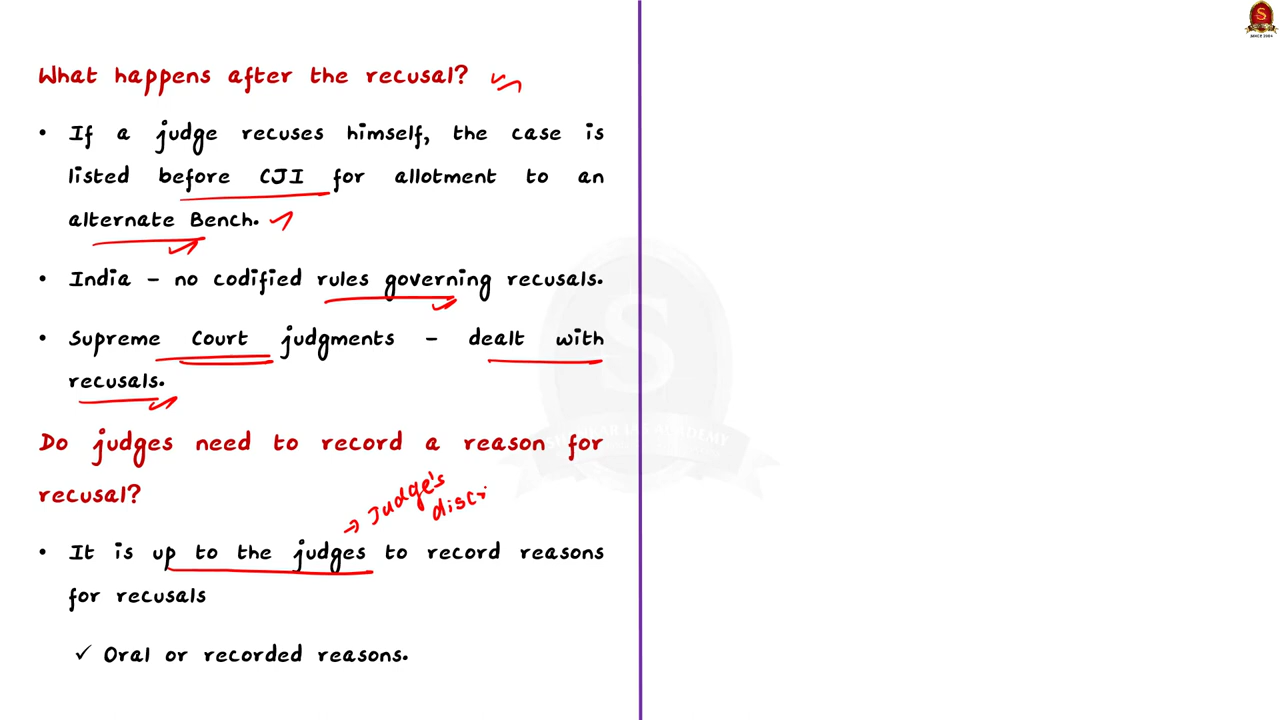 What happens after the recusal?
• If a judge recuses himself, the case is
listed before CJI for allotment to an
alternate Bench.
• India – no codified rules governing recusals.
• Supreme Court judgments – dealt with
recusals.
Do judges need to record a reason for
recusal?
→ Judge's
discr
• It is up to the judges to record reasons
for recusals
✓ Oral or recorded reasons.
S
SINCE 2004